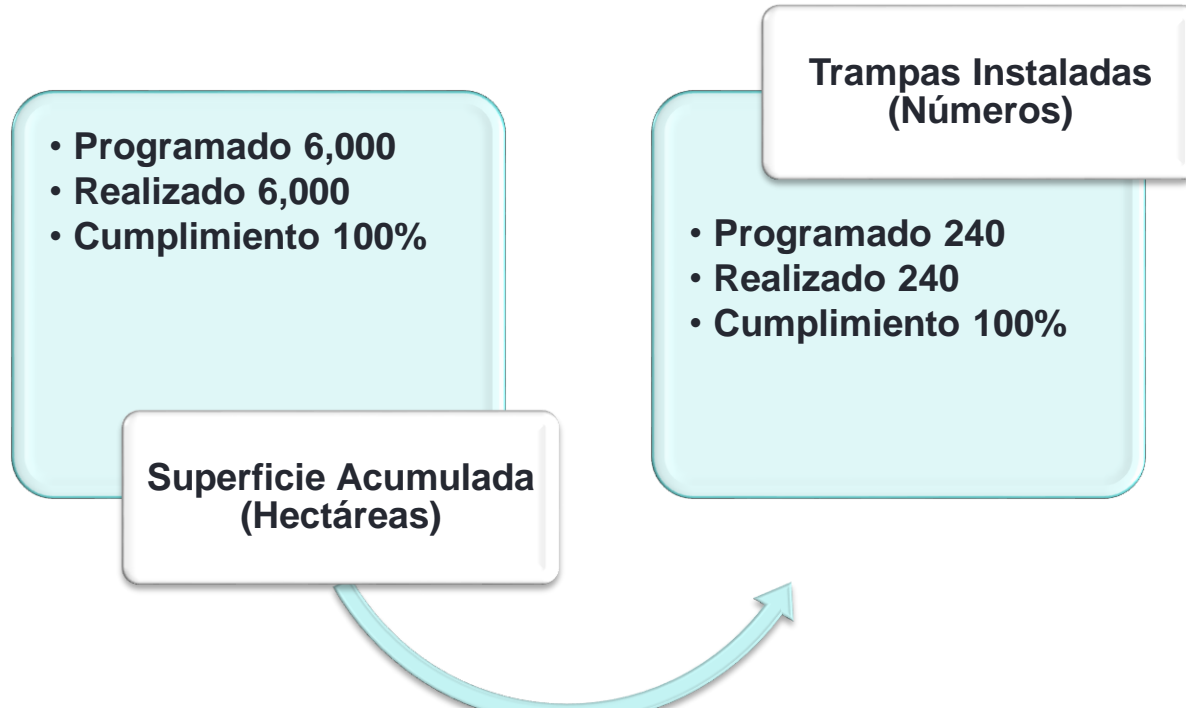 • Programado 6,000
• Realizado 6,000
• Cumplimiento 100%
Superficie Acumulada
(Hectáreas)
Trampas Instaladas
(Números)
• Programado 240
• Realizado 240
• Cumplimiento 100%